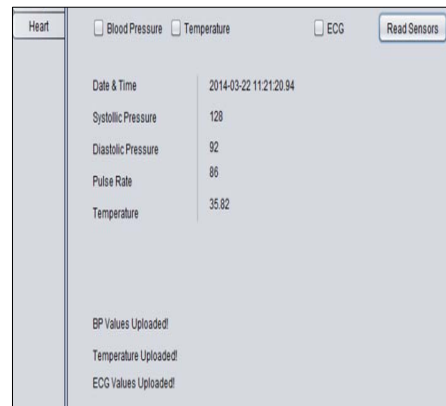 Heart
Blood Pressure Temperature ECG Read Sensors
Date & Time 2014-03-22 11:21:20.94
Systollic Pressure 128
Diastolic Pressure 92
Pulse Rate 86
Temperature 35.82
BP Values Uploaded!
Temperature Uploaded!
ECG Values Uploaded!